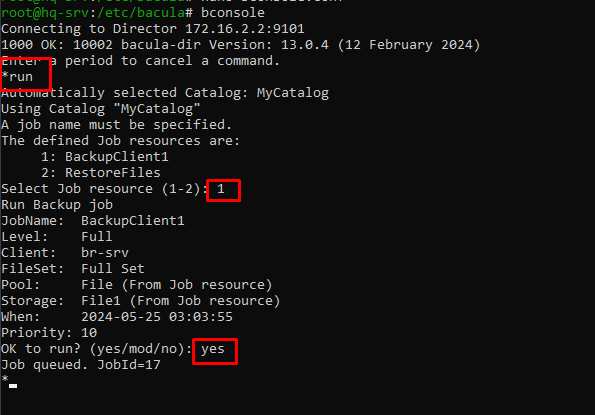 root@hq-srv:/etc/bacula# bconsole
Connecting to Director 172.16.2.2:9101
1000 OK: 10002 bacula-dir Version: 13.0.4 (12 February 2024)
Enter a period to cancel a command.
*run
Automatically selected Catalog: MyCatalog
Using Catalog "MyCatalog"
A job name must be specified.
The defined Job resources are:
     1: BackupClient1
     2: RestoreFiles
Select Job resource (1-2): 1
Run Backup job
JobName:  BackupClient1
Level:    Full
Client:   br-srv
FileSet:  Full Set
Pool:     File (From Job resource)
Storage:  File1 (From Job resource)
When:     2024-05-25 03:03:55
Priority: 10
OK to run? (yes/mod/no): yes
Job queued. JobId=17
*